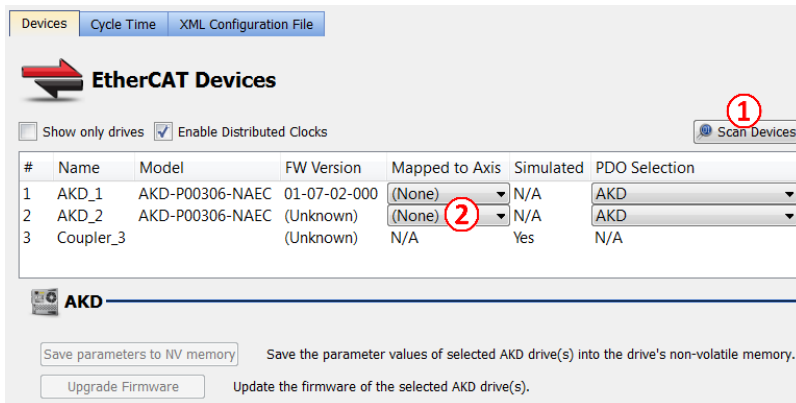 Devices Cycle Time XML Configuration File
EtherCAT Devices
1
Show only drives Enable Distributed Clocks Scan Devices
# Name Model FW Version Mapped to Axis Simulated PDO Selection
1 AKD_1 AKD-P00306-NAEC 01-07-02-000 (None) N/A AKD
2 AKD_2 AKD-P00306-NAEC (Unknown) (None) 2 N/A AKD
3 Coupler_3 (Unknown) N/A Yes N/A
AKD
Save parameters to NV memory Save the parameter values of selected AKD drive(s) into the drive's non-volatile memory.
Upgrade Firmware Update the firmware of the selected AKD drive(s).